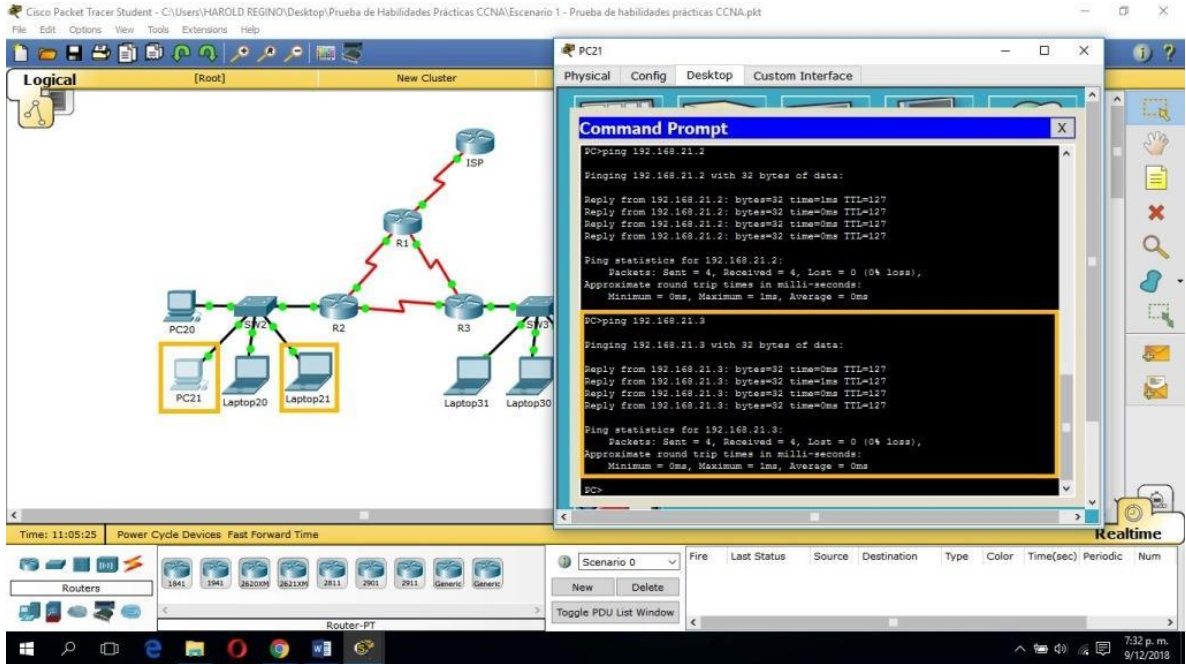 Cisco Packet Tracer Student - C:\Users\HAROLD REGINO\Desktop\Prueba de Habilidades Prácticas CCNA\Escenario 1 - Prueba de habilidades prácticas CCNA.pkt
File Edit Options View Tools Extensions Help
Logical [Root] New Cluster
ISP
R1
PC20 SW2 R2 R3 SW3
PC21 Laptop20 Laptop21 Laptop31 Laptop30
PC21
Physical Config Desktop Custom Interface
Command Prompt X
PC>ping 192.168.21.2
Pinging 192.168.21.2 with 32 bytes of data:
Reply from 192.168.21.2: bytes=32 time=1ms TTL=127
Reply from 192.168.21.2: bytes=32 time=0ms TTL=127
Reply from 192.168.21.2: bytes=32 time=0ms TTL=127
Reply from 192.168.21.2: bytes=32 time=0ms TTL=127
Ping statistics for 192.168.21.2:
Packets: Sent = 4, Received = 4, Lost = 0 (0% loss),
Approximate round trip times in milli-seconds:
Minimum = 0ms, Maximum = 1ms, Average = 0ms
PC>ping 192.168.21.3
Pinging 192.168.21.3 with 32 bytes of data:
Reply from 192.168.21.3: bytes=32 time=0ms TTL=127
Reply from 192.168.21.3: bytes=32 time=1ms TTL=127
Reply from 192.168.21.3: bytes=32 time=0ms TTL=127
Reply from 192.168.21.3: bytes=32 time=0ms TTL=127
Ping statistics for 192.168.21.3:
Packets: Sent = 4, Received = 4, Lost = 0 (0% loss),
Approximate round trip times in milli-seconds:
Minimum = 0ms, Maximum = 1ms, Average = 0ms
PC>
Time: 11:05:25 Power Cycle Devices Fast Forward Time Realtime
Routers
1841 1941 2620XM 2621XM 2811 2901 2911 Generic Generic
Router-PT
Scenario 0
New Delete
Toggle PDU List Window
Fire Last Status Source Destination Type Color Time(sec) Periodic Num
7:32 p. m.
9/12/2018